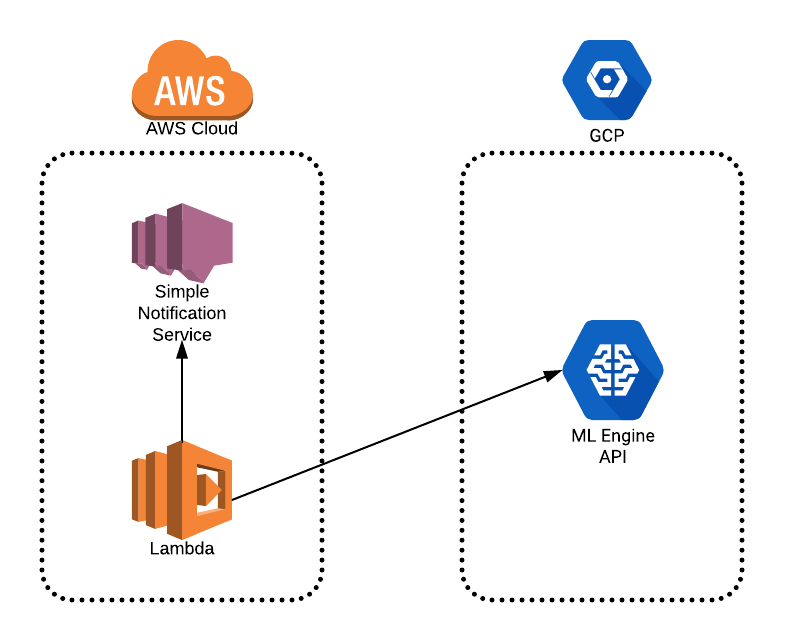 AWS
AWS Cloud
GCP
Simple
Notification
Service
ML Engine
API
Lambda